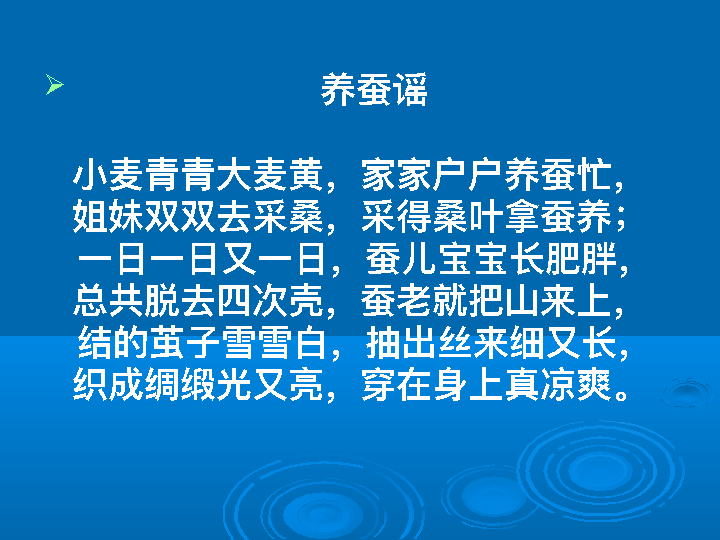 养蚕谣
小麦青青大麦黄，家家户户养蚕忙，
姐妹双双去采桑，采得桑叶拿蚕养；
一日一日又一日，蚕儿宝宝长肥胖，
总共脱去四次壳，蚕老就把山来上，
结的茧子雪雪白，抽出丝来细又长，
织成绸缎光又亮，穿在身上真凉爽。